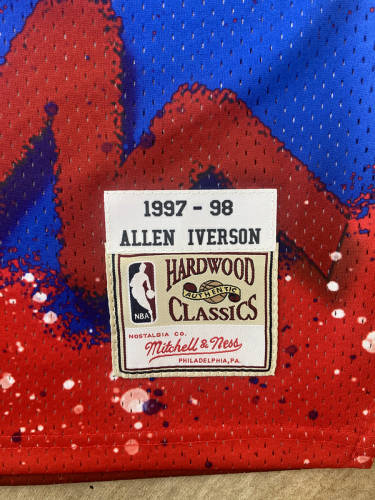 1997 - 98
ALLEN IVERSON
NBA
HARDWOOD
AUTHENTIC
CLASSICS
NOSTALGIA CO.
Mitchell & Ness
PHILADELPHIA, PA.